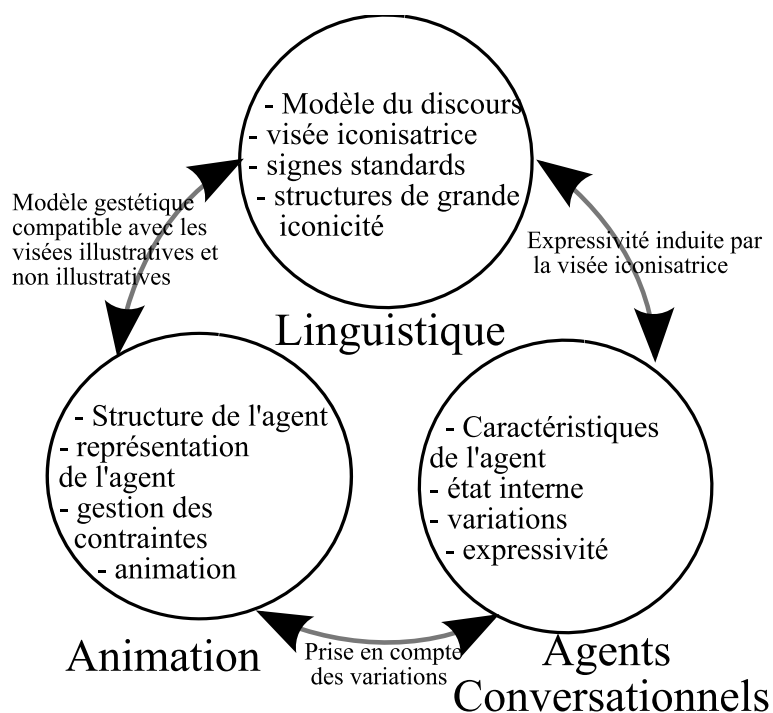 - Modèle du discours
- visée iconisatrice
- signes standards
- structures de grande
iconicité
Modèle gestétique
compatible avec les
visées illustratives et
non illustratives
Expressivité induite par
la visée iconisatrice
Linguistique
- Structure de l'agent
- représentation
de l'agent
- gestion des
contraintes
- animation
- Caractéristiques
de l'agent
- état interne
- variations
- expressivité
Animation
Prise en compte
des variations
Agents
Conversationnels